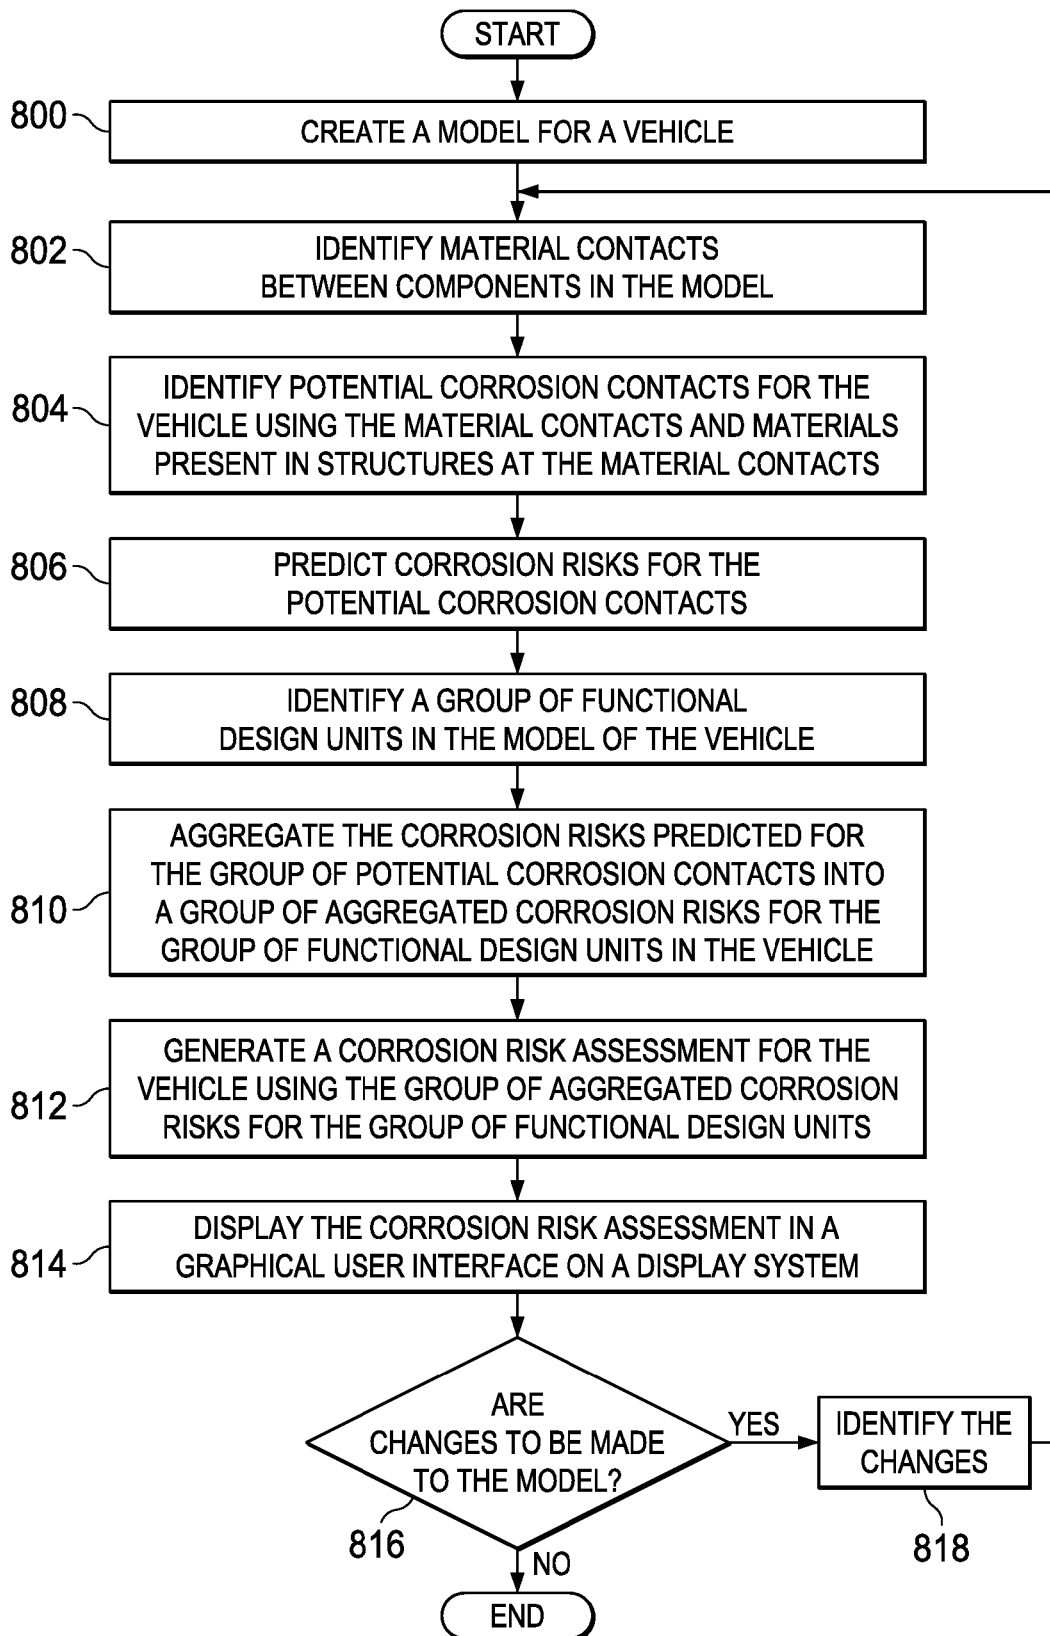 START
800
CREATE A MODEL FOR A VEHICLE
802
IDENTIFY MATERIAL CONTACTS
BETWEEN COMPONENTS IN THE MODEL
804
IDENTIFY POTENTIAL CORROSION CONTACTS FOR THE
VEHICLE USING THE MATERIAL CONTACTS AND MATERIALS
PRESENT IN STRUCTURES AT THE MATERIAL CONTACTS
806
PREDICT CORROSION RISKS FOR THE
POTENTIAL CORROSION CONTACTS
808
IDENTIFY A GROUP OF FUNCTIONAL
DESIGN UNITS IN THE MODEL OF THE VEHICLE
810
AGGREGATE THE CORROSION RISKS PREDICTED FOR
THE GROUP OF POTENTIAL CORROSION CONTACTS INTO
A GROUP OF AGGREGATED CORROSION RISKS FOR THE
GROUP OF FUNCTIONAL DESIGN UNITS IN THE VEHICLE
812
GENERATE A CORROSION RISK ASSESSMENT FOR THE
VEHICLE USING THE GROUP OF AGGREGATED CORROSION
RISKS FOR THE GROUP OF FUNCTIONAL DESIGN UNITS
814
DISPLAY THE CORROSION RISK ASSESSMENT IN A
GRAPHICAL USER INTERFACE ON A DISPLAY SYSTEM
ARE
CHANGES TO BE MADE
TO THE MODEL?
816
YES
IDENTIFY THE
CHANGES
818
NO
END